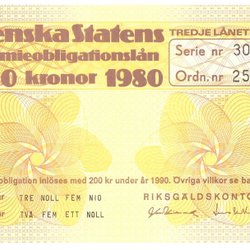 enska Statens TREDJE LÅNET
mieobligationslån Serie nr 30
0 kronor 1980 Ordn. nr 25
obligation inlöses med 200 kr under år 1990. Övriga villkor se ba
TRE NOLL FEM NIO RIKSGÄLDSKONTO
TVÅ FEM ETT NOLL